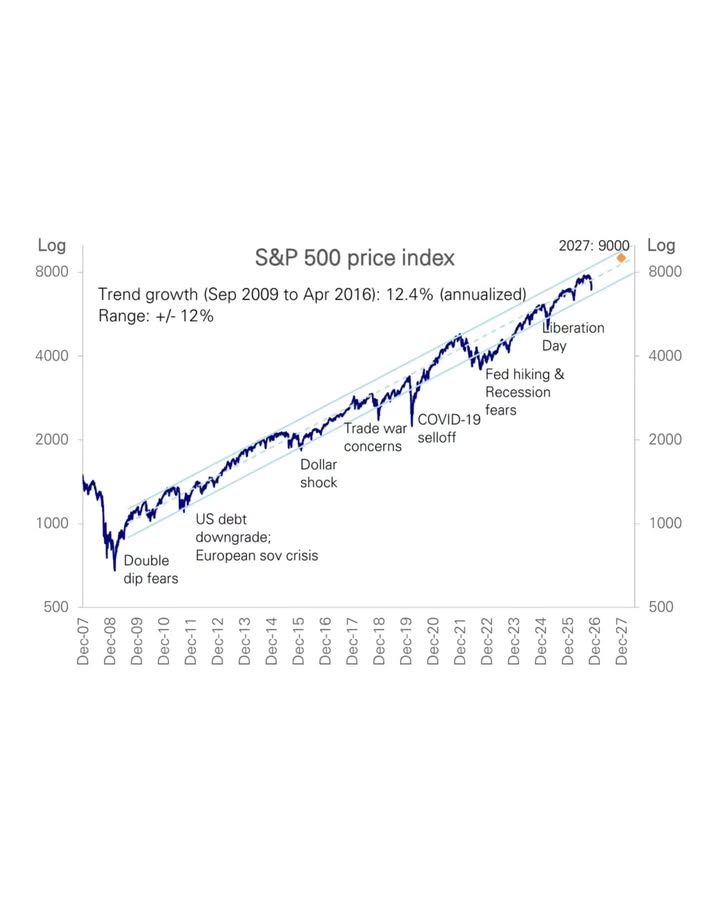 2027: 9000
Log
Log
S&P 500 price index
8000
8000
Trend growth (Sep 2009 to Apr 2016): 12.4% (annualized)
Range: +/- 12%
Liberation
Day
4000
4000
Fed hiking &
Recession
fears
COVID-19
selloff
Trade war
concerns
2000
2000
Dollar
shock
1000
1000
US debt
downgrade;
European sov crisis
Double
dip fears
500
500
Dec-07
Dec-08
Dec-09
Dec-10
Dec-11
Dec-12
Dec-13
Dec-14
Dec-15
Dec-16
Dec-17
Dec-18
Dec-19
Dec-20
Dec-21
Dec-22
Dec-23
Dec-24
Dec-25
Dec-26
Dec-27